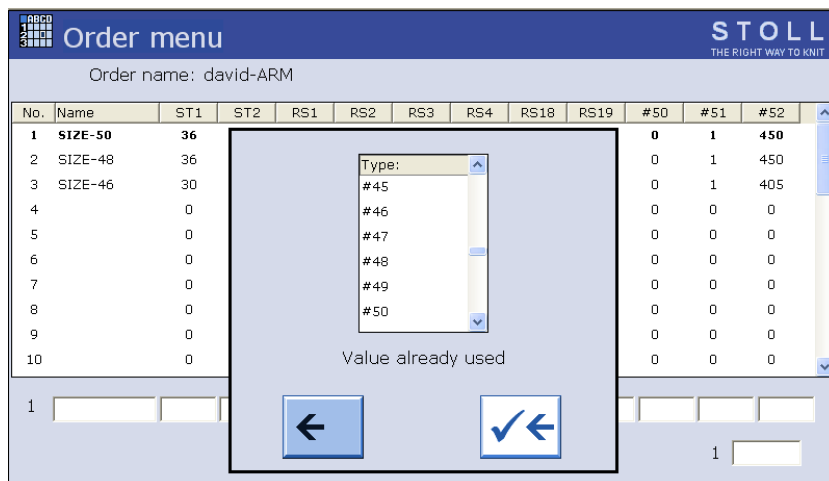 ABCD
1
2
3
Order menu
STOLL
THE RIGHT WAY TO KNIT
Order name: david-ARM
No. Name ST1 ST2 RS1 RS2 RS3 RS4 RS18 RS19 #50 #51 #52
1 SIZE-50 36 0 1 450
2 SIZE-48 36 0 1 450
3 SIZE-46 30 0 1 405
4 0 0 0 0
5 0 0 0 0
6 0 0 0 0
7 0 0 0 0
8 0 0 0 0
9 0 0 0 0
10 0 0 0 0
Type:
#45
#46
#47
#48
#49
#50
Value already used
1
1